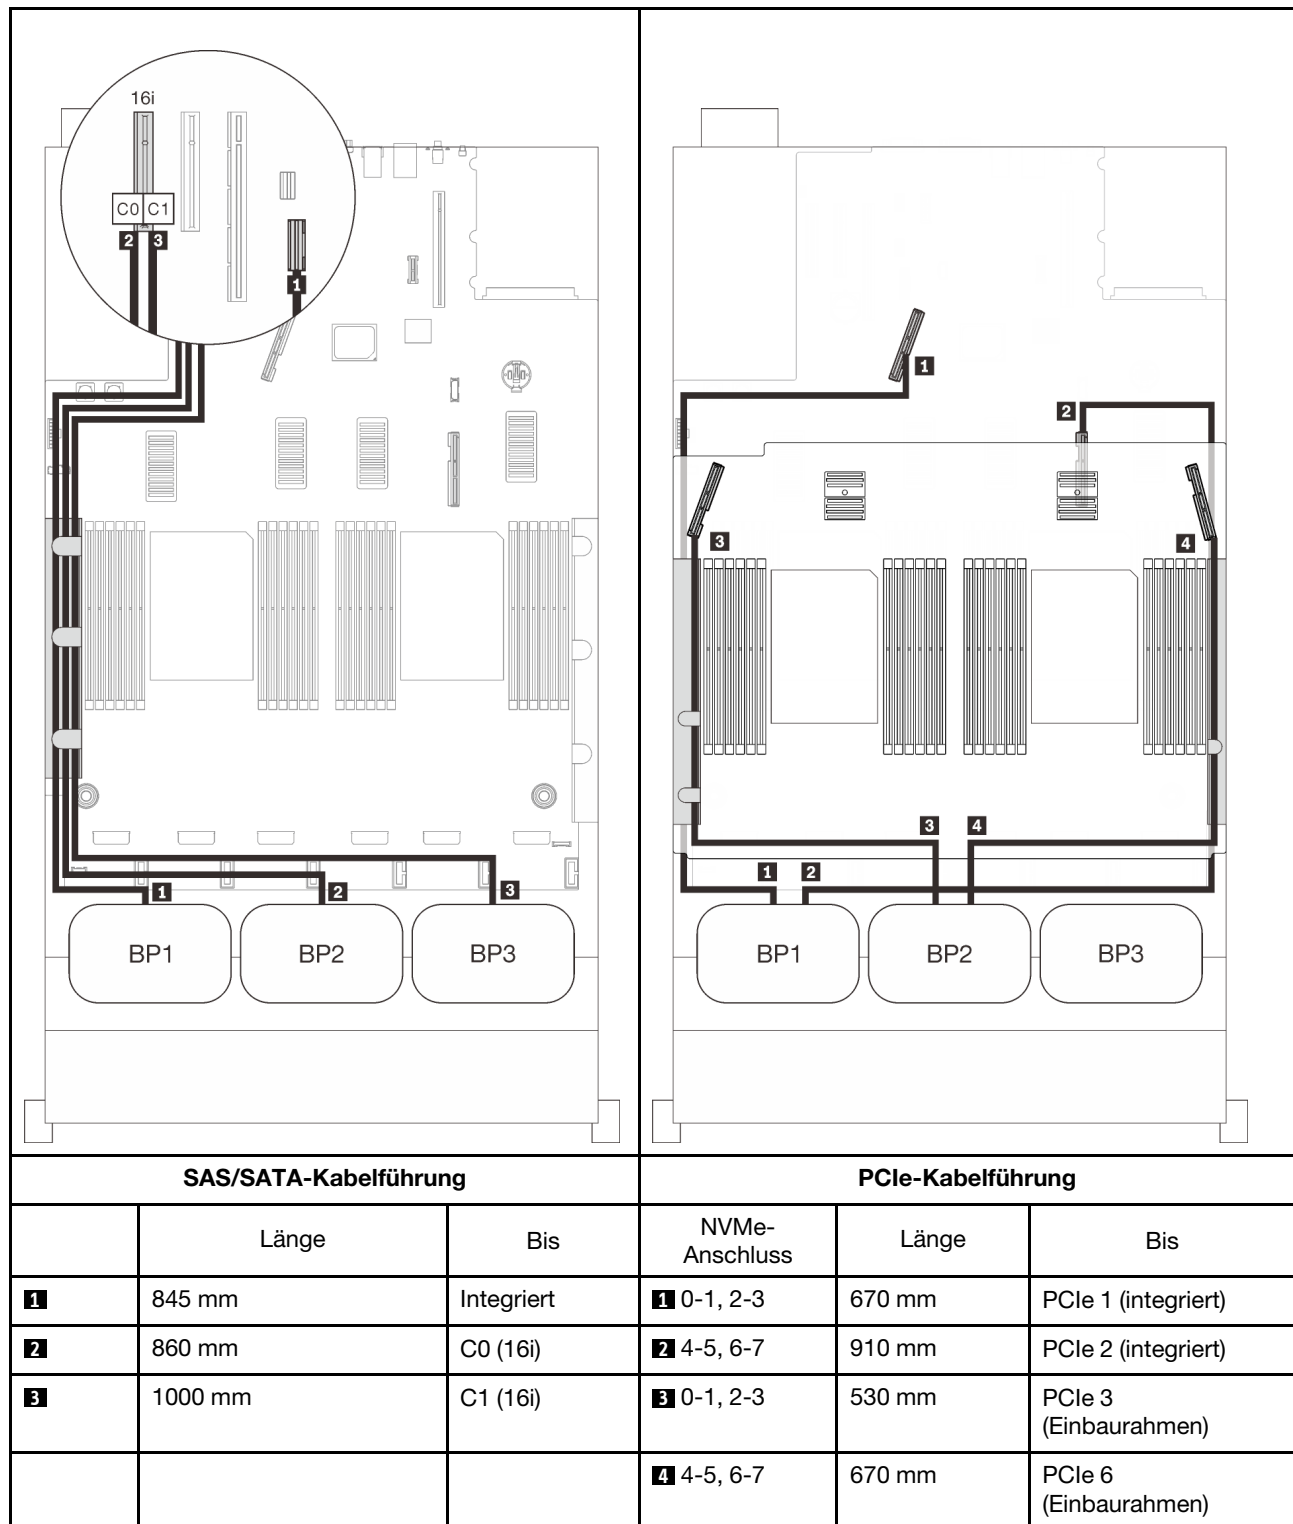 16i
C0 C1
2 3
1
1
2
3
BP1 BP2 BP3
1
2
3
4
3 4
1 2
BP1 BP2 BP3
SAS/SATA-Kabelführung
PCIe-Kabelführung
Länge
Bis
NVMe-
Anschluss
Länge
Bis
1 845 mm Integriert
1 0-1, 2-3 670 mm PCIe 1 (integriert)
2 860 mm C0 (16i)
2 4-5, 6-7 910 mm PCIe 2 (integriert)
3 1000 mm C1 (16i)
3 0-1, 2-3 530 mm PCIe 3
(Einbaurahmen)
4 4-5, 6-7 670 mm PCIe 6
(Einbaurahmen)